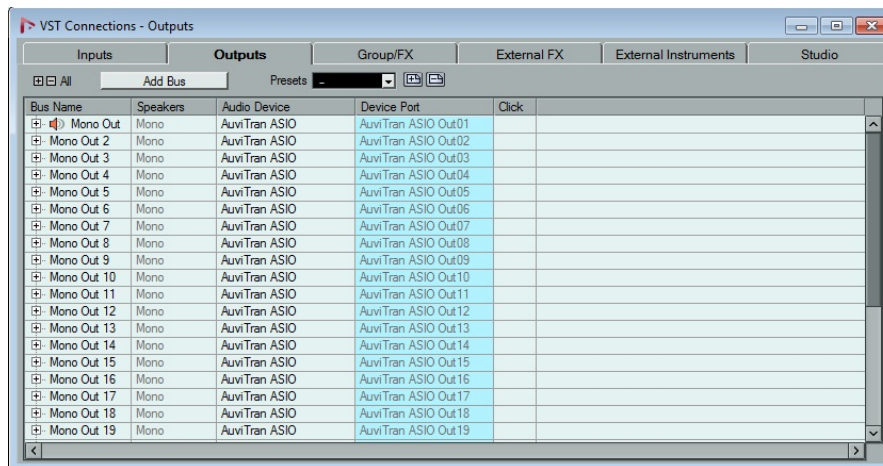 VST Connections - Outputs
Inputs Outputs Group/FX External FX External Instruments Studio
All Add Bus Presets -
Bus Name Speakers Audio Device Device Port Click
Mono Out Mono AuviTran ASIO AuviTran ASIO Out01
Mono Out 2 Mono AuviTran ASIO AuviTran ASIO Out02
Mono Out 3 Mono AuviTran ASIO AuviTran ASIO Out03
Mono Out 4 Mono AuviTran ASIO AuviTran ASIO Out04
Mono Out 5 Mono AuviTran ASIO AuviTran ASIO Out05
Mono Out 6 Mono AuviTran ASIO AuviTran ASIO Out06
Mono Out 7 Mono AuviTran ASIO AuviTran ASIO Out07
Mono Out 8 Mono AuviTran ASIO AuviTran ASIO Out08
Mono Out 9 Mono AuviTran ASIO AuviTran ASIO Out09
Mono Out 10 Mono AuviTran ASIO AuviTran ASIO Out10
Mono Out 11 Mono AuviTran ASIO AuviTran ASIO Out11
Mono Out 12 Mono AuviTran ASIO AuviTran ASIO Out12
Mono Out 13 Mono AuviTran ASIO AuviTran ASIO Out13
Mono Out 14 Mono AuviTran ASIO AuviTran ASIO Out14
Mono Out 15 Mono AuviTran ASIO AuviTran ASIO Out15
Mono Out 16 Mono AuviTran ASIO AuviTran ASIO Out16
Mono Out 17 Mono AuviTran ASIO AuviTran ASIO Out17
Mono Out 18 Mono AuviTran ASIO AuviTran ASIO Out18
Mono Out 19 Mono AuviTran ASIO AuviTran ASIO Out19